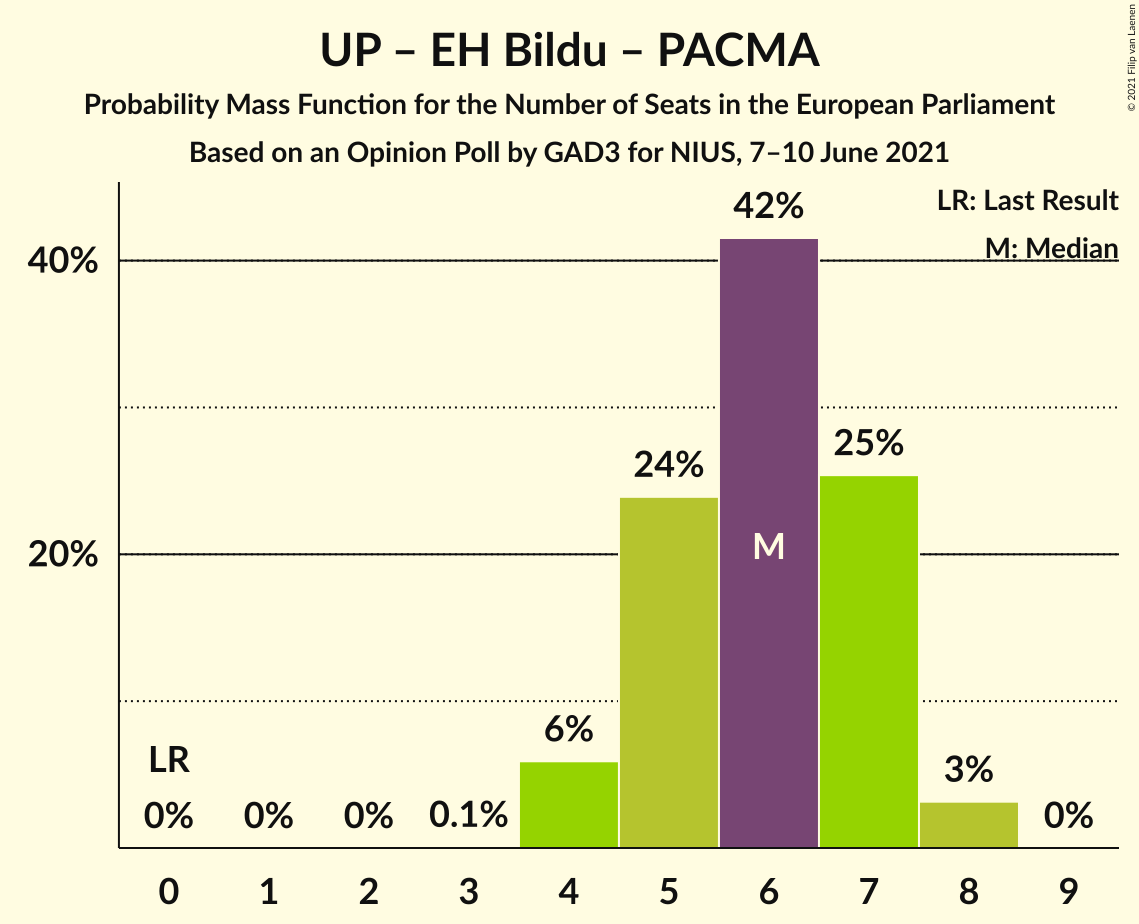 UP – EH Bildu – PACMA
Probability Mass Function for the Number of Seats in the European Parliament
Based on an Opinion Poll by GAD3 for NIUS, 7–10 June 2021
© 2021 Filip van Laenen
LR: Last Result
M: Median
42%
40%
25%
24%
M
20%
6%
LR
3%
0% 0% 0% 0.1% 0%
0 1 2 3 4 5 6 7 8 9